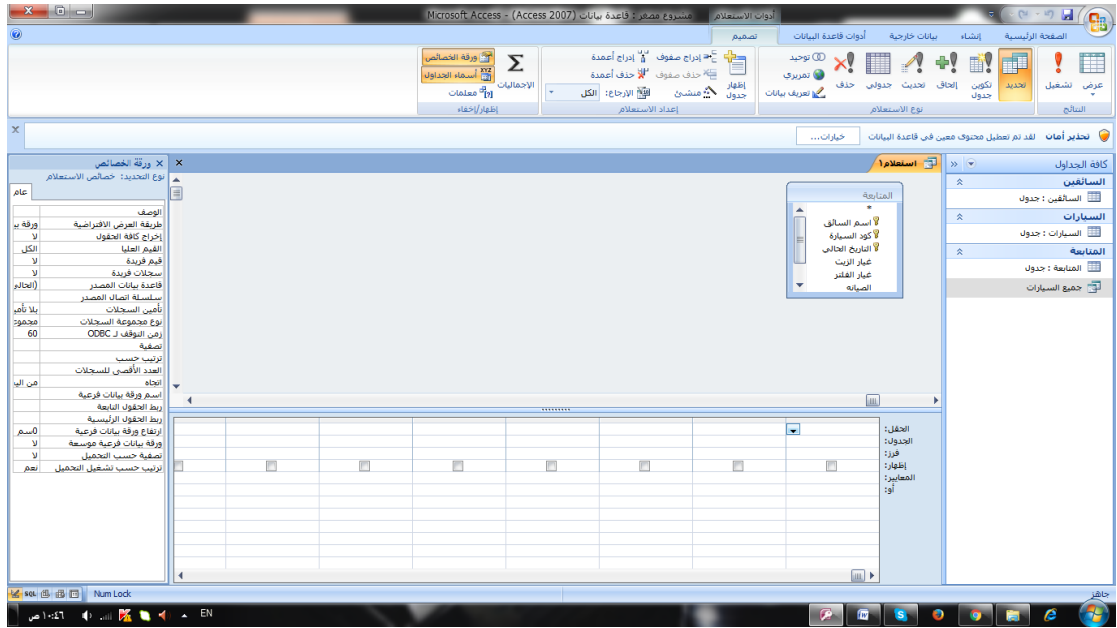 أدوات الاستعلام
مشروع مصغر : قاعدة بيانات (Access 2007) - Microsoft Access
الصفحة الرئيسية
إنشاء
بيانات خارجية
أدوات قاعدة البيانات
تصميم
عرض
تشغيل
النتائج
تحديد
تكوين جدول
إلحاق
تحديث
جدولي
حذف
توحيد
تمريري
تعريف بيانات
نوع الاستعلام
إظهار جدول
إدراج صفوف
حذف صفوف
منشئ
إدراج أعمدة
حذف أعمدة
الارجاع: الكل
إعداد الاستعلام
الإجماليات
ورقة الخصائص
أسماء الجداول
معلمات
إظهار/إخفاء
تحذير أمان لقد تم تعطيل محتوى معين في قاعدة البيانات خيارات...
كافة الجداول
السائقين
السائقين : جدول
السيارات
السيارات : جدول
المتابعة
المتابعة : جدول
جميع السيارات
استعلام١
المتابعة
*
اسم السائق
كود السيارة
التاريخ الحالي
غيار الزيت
غيار الفلتر
الصيانه
الحقل:
الجدول:
فرز:
إظهار:
المعايير:
أو:
ورقة الخصائص
نوع التحديد: خصائص الاستعلام
عام
الوصف
طريقة العرض الافتراضية
إخراج كافة الحقول لا
القيم العليا الكل
قيم فريدة لا
سجلات فريدة لا
قاعدة بيانات المصدر
سلسلة اتصال المصدر
تأمين السجلات
نوع مجموعة السجلات
زمن التوقف لـ ODBC 60
تصفية
ترتيب حسب
العدد الأقصى للسجلات
اتجاه
اسم ورقة بيانات فرعية
ربط الحقول التابعة
ربط الحقول الرئيسية
ارتفاع ورقة بيانات فرعية 0سم
ورقة بيانات فرعية موسعة لا
تصفية حسب التحميل لا
ترتيب حسب تشغيل التحميل نعم
جاهز
Num Lock
SQL
EN
١٠:٤٦ ص